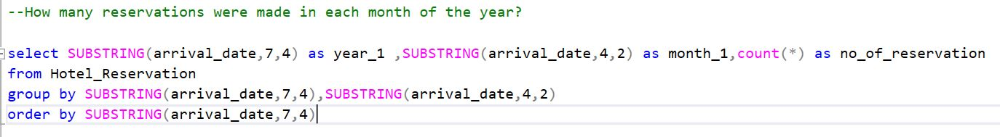 --How many reservations were made in each month of the year?
select SUBSTRING(arrival_date,7,4) as year_1 ,SUBSTRING(arrival_date,4,2) as month_1,count(*) as no_of_reservation
from Hotel_Reservation
group by SUBSTRING(arrival_date,7,4),SUBSTRING(arrival_date,4,2)
order by SUBSTRING(arrival_date,7,4)